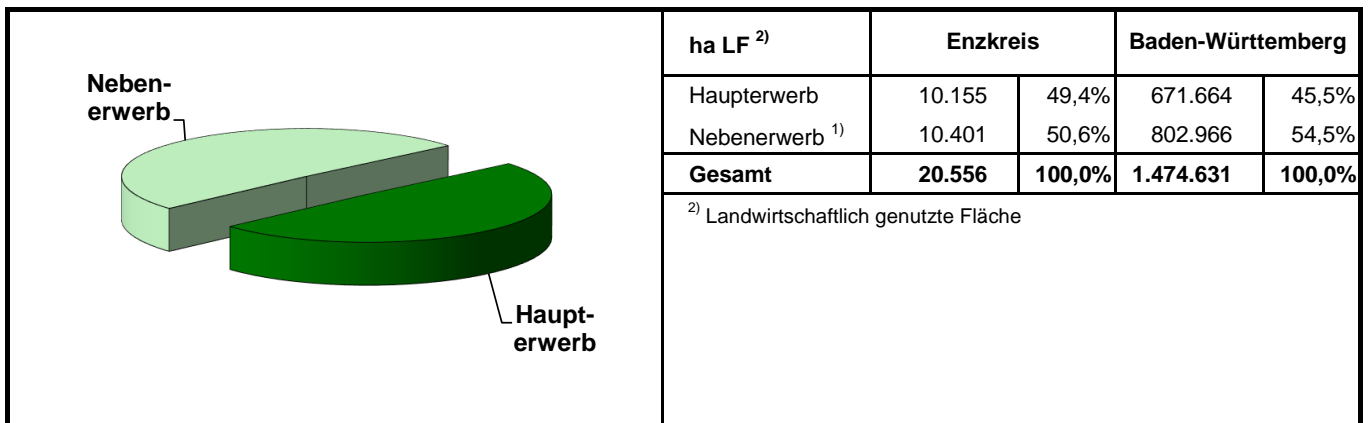 Neben-
erwerb
Haupt-
erwerb
ha LF 2) Enzkreis Baden-Württemberg
Haupterwerb 10.155 49,4% 671.664 45,5%
Nebenerwerb 1) 10.401 50,6% 802.966 54,5%
Gesamt 20.556 100,0% 1.474.631 100,0%
2) Landwirtschaftlich genutzte Fläche